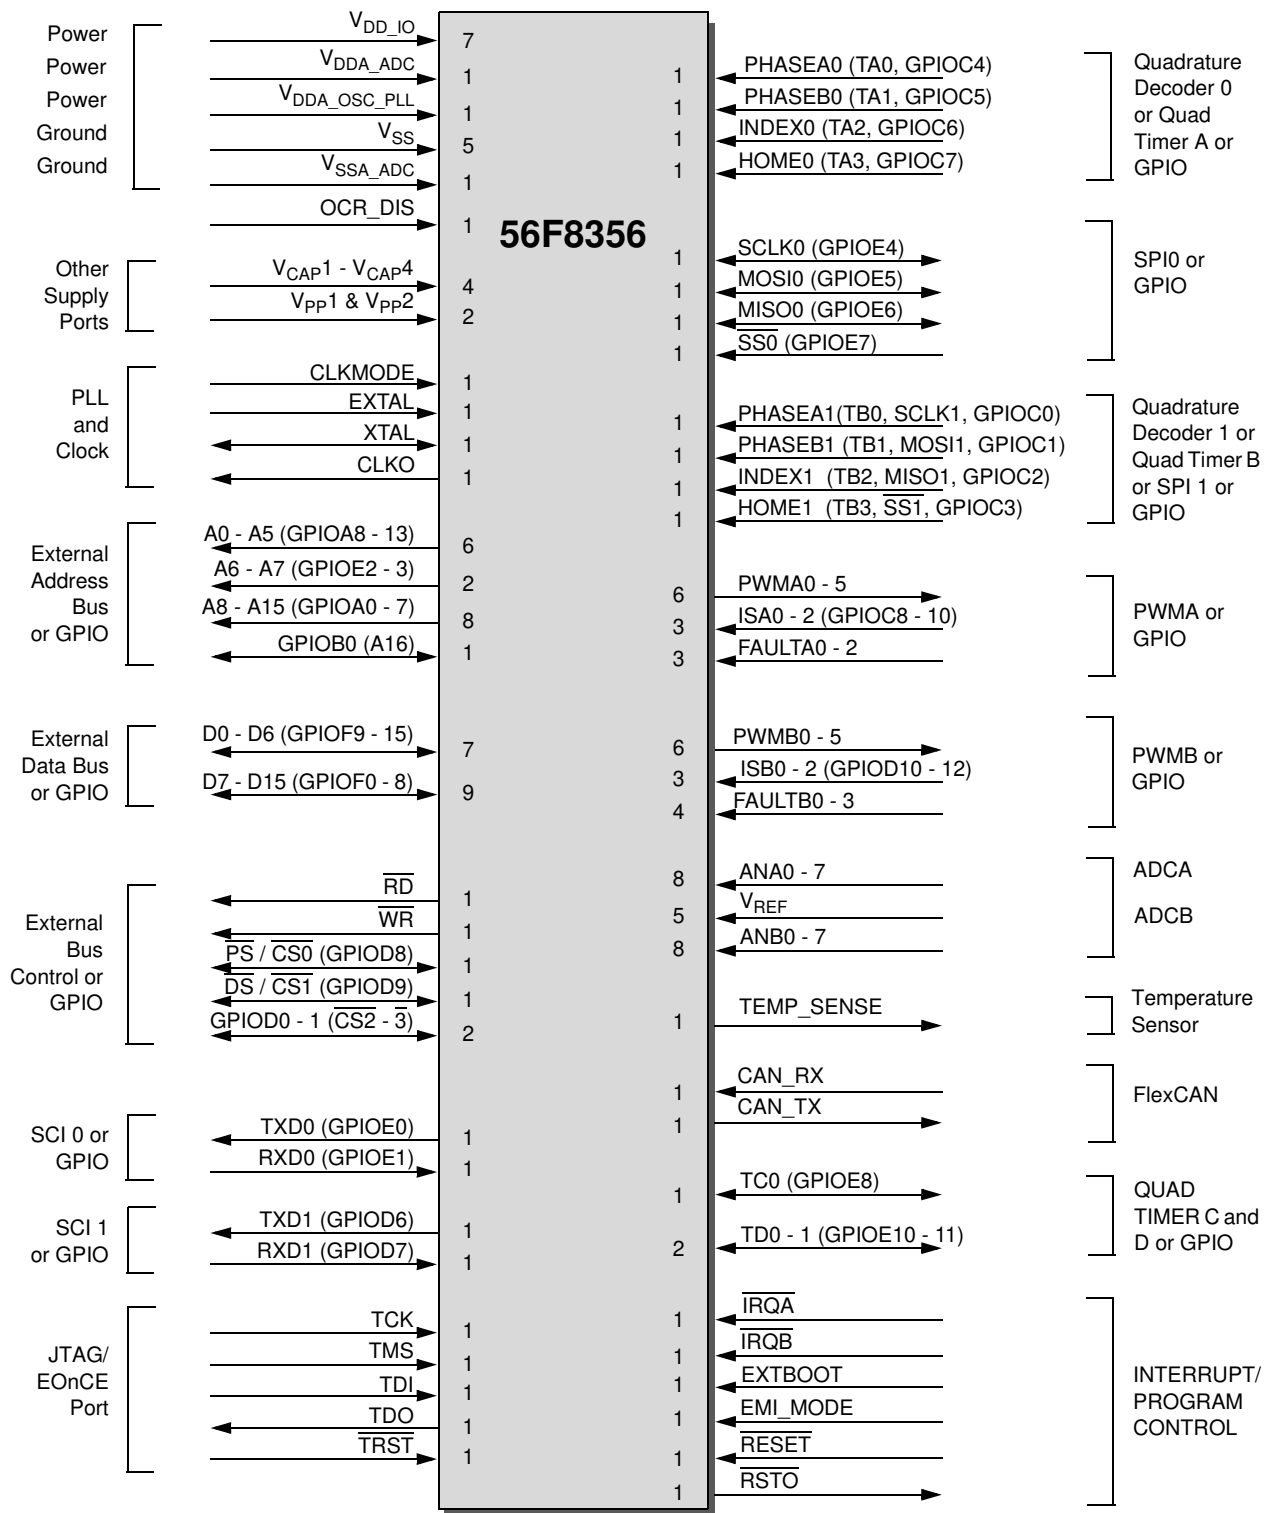 56F8356
Power
Power
Power
Ground
Ground
VDD_IO
7
VDDA_ADC
1
VDDA_OSC_PLL
1
VSS
5
VSSA_ADC
1
OCR_DIS
1
Other
Supply
Ports
VCAP1 - VCAP4
4
VPP1 & VPP2
2
PLL
and
Clock
CLKMODE
1
EXTAL
1
XTAL
1
CLKO
1
External
Address
Bus
or GPIO
A0 - A5 (GPIOA8 - 13)
6
A6 - A7 (GPIOE2 - 3)
2
A8 - A15 (GPIOA0 - 7)
8
GPIOB0 (A16)
1
External
Data Bus
or GPIO
D0 - D6 (GPIOF9 - 15)
7
D7 - D15 (GPIOF0 - 8)
9
External
Bus
Control or
GPIO
RD
1
WR
1
PS / CS0 (GPIOD8)
1
DS / CS1 (GPIOD9)
1
GPIOD0 - 1 (CS2 - 3)
2
SCI 0 or
GPIO
TXD0 (GPIOE0)
1
RXD0 (GPIOE1)
1
SCI 1
or GPIO
TXD1 (GPIOD6)
1
RXD1 (GPIOD7)
1
JTAG/
EOnCE
Port
TCK
1
TMS
1
TDI
1
TDO
1
TRST
1
1
PHASEA0 (TA0, GPIOC4)
1
PHASEB0 (TA1, GPIOC5)
1
INDEX0 (TA2, GPIOC6)
1
HOME0 (TA3, GPIOC7)
Quadrature
Decoder 0
or Quad
Timer A or
GPIO
1
SCLK0 (GPIOE4)
1
MOSI0 (GPIOE5)
1
MISO0 (GPIOE6)
1
SS0 (GPIOE7)
SPI0 or
GPIO
1
PHASEA1(TB0, SCLK1, GPIOC0)
1
PHASEB1 (TB1, MOSI1, GPIOC1)
1
INDEX1 (TB2, MISO1, GPIOC2)
1
HOME1 (TB3, SS1, GPIOC3)
Quadrature
Decoder 1 or
Quad Timer B
or SPI 1 or
GPIO
6
PWMA0 - 5
3
ISA0 - 2 (GPIOC8 - 10)
3
FAULTA0 - 2
PWMA or
GPIO
6
PWMB0 - 5
3
ISB0 - 2 (GPIOD10 - 12)
4
FAULTB0 - 3
PWMB or
GPIO
8
ANA0 - 7
5
VREF
8
ANB0 - 7
ADCA
ADCB
1
TEMP_SENSE
Temperature
Sensor
1
CAN_RX
1
CAN_TX
FlexCAN
1
TC0 (GPIOE8)
2
TD0 - 1 (GPIOE10 - 11)
QUAD
TIMER C and
D or GPIO
1
IRQA
1
IRQB
1
EXTBOOT
1
EMI_MODE
1
RESET
1
RSTO
INTERRUPT/
PROGRAM
CONTROL